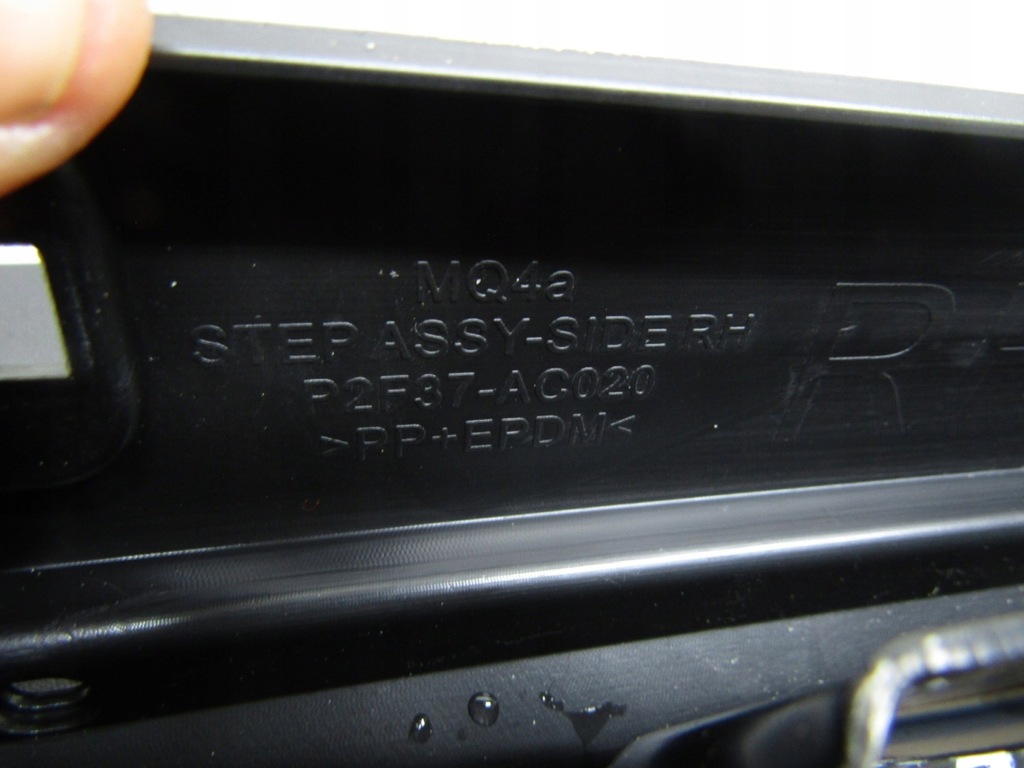 MQ4a
STEP ASSY-SIDE RH
P2F37-AC020
>PP+EPDM<